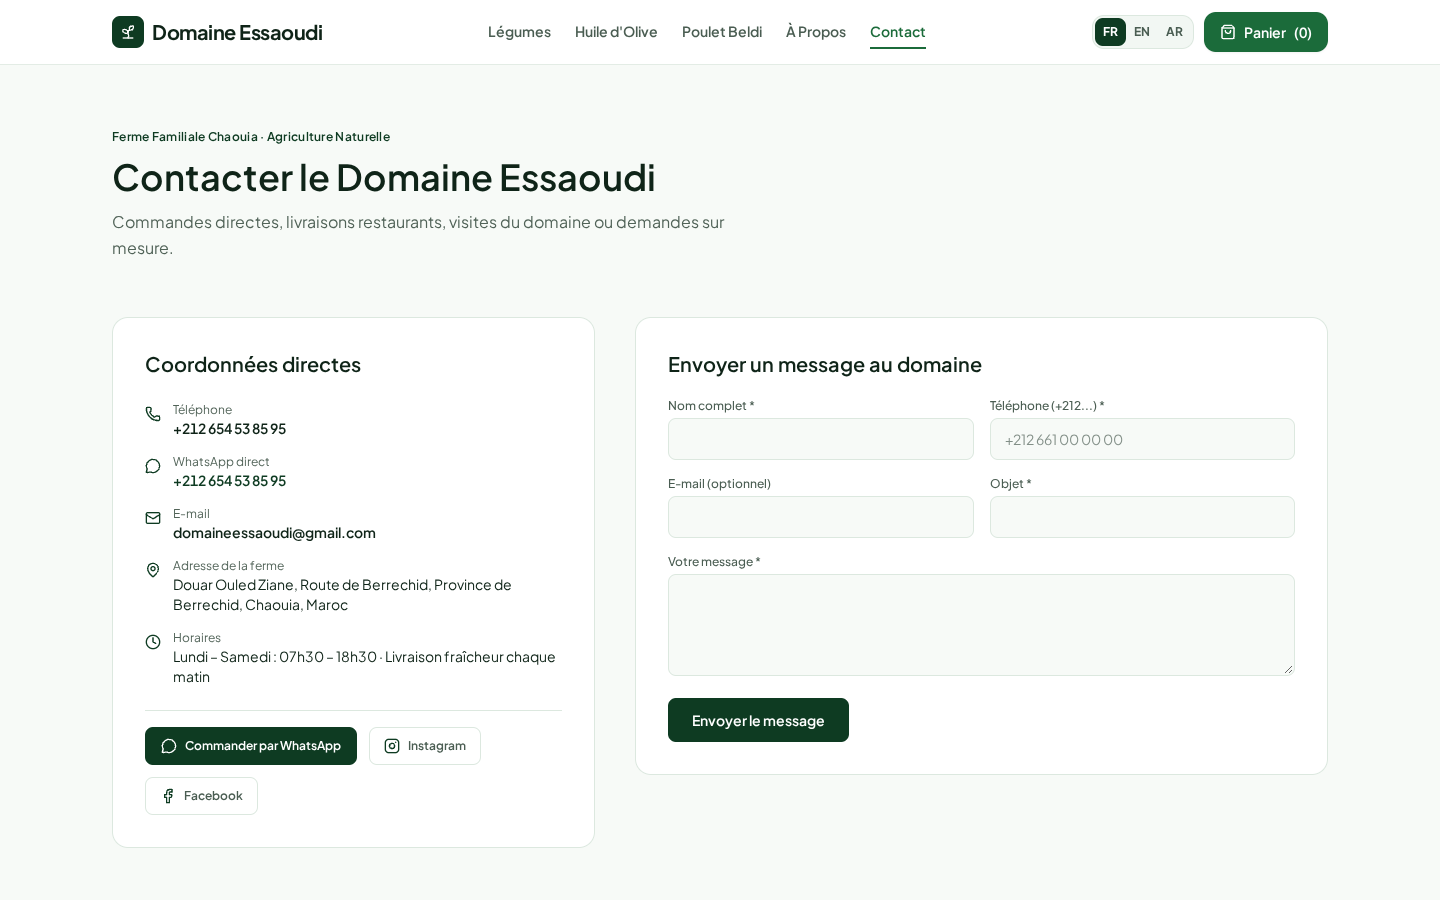 Domaine Essaoudi
Légumes
Huile d'Olive
Poulet Beldi
À Propos
Contact
FR
EN
AR
Panier (0)
Ferme Familiale Chaouia · Agriculture Naturelle
Contacter le Domaine Essaoudi
Commandes directes, livraisons restaurants, visites du domaine ou demandes sur
mesure.
Coordonnées directes
Téléphone
+212 654 53 85 95
WhatsApp direct
+212 654 53 85 95
E-mail
domaineessaoudi@gmail.com
Adresse de la ferme
Douar Ouled Ziane, Route de Berrechid, Province de
Berrechid, Chaouia, Maroc
Horaires
Lundi – Samedi : 07h30 – 18h30 · Livraison fraîcheur chaque
matin
Commander par WhatsApp
Instagram
Facebook
Envoyer un message au domaine
Nom complet *
Téléphone (+212...) *
+212 661 00 00 00
E-mail (optionnel)
Objet *
Votre message *
Envoyer le message